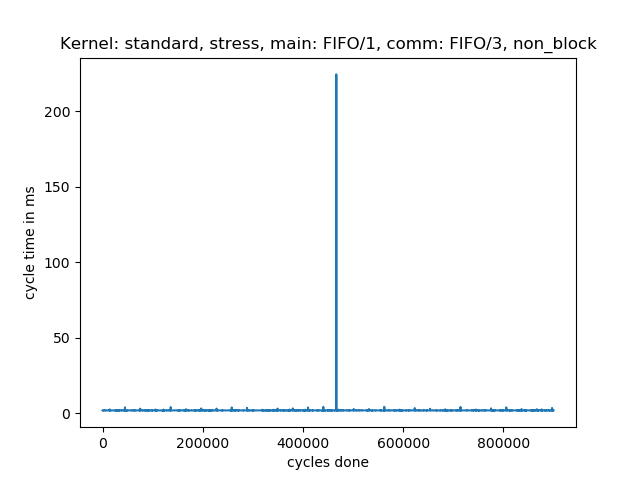 Kernel: standard, stress, main: FIFO/1, comm: FIFO/3, non_block
200
150
100
50
0
cycle time in ms
0 200000 400000 600000 800000
cycles done